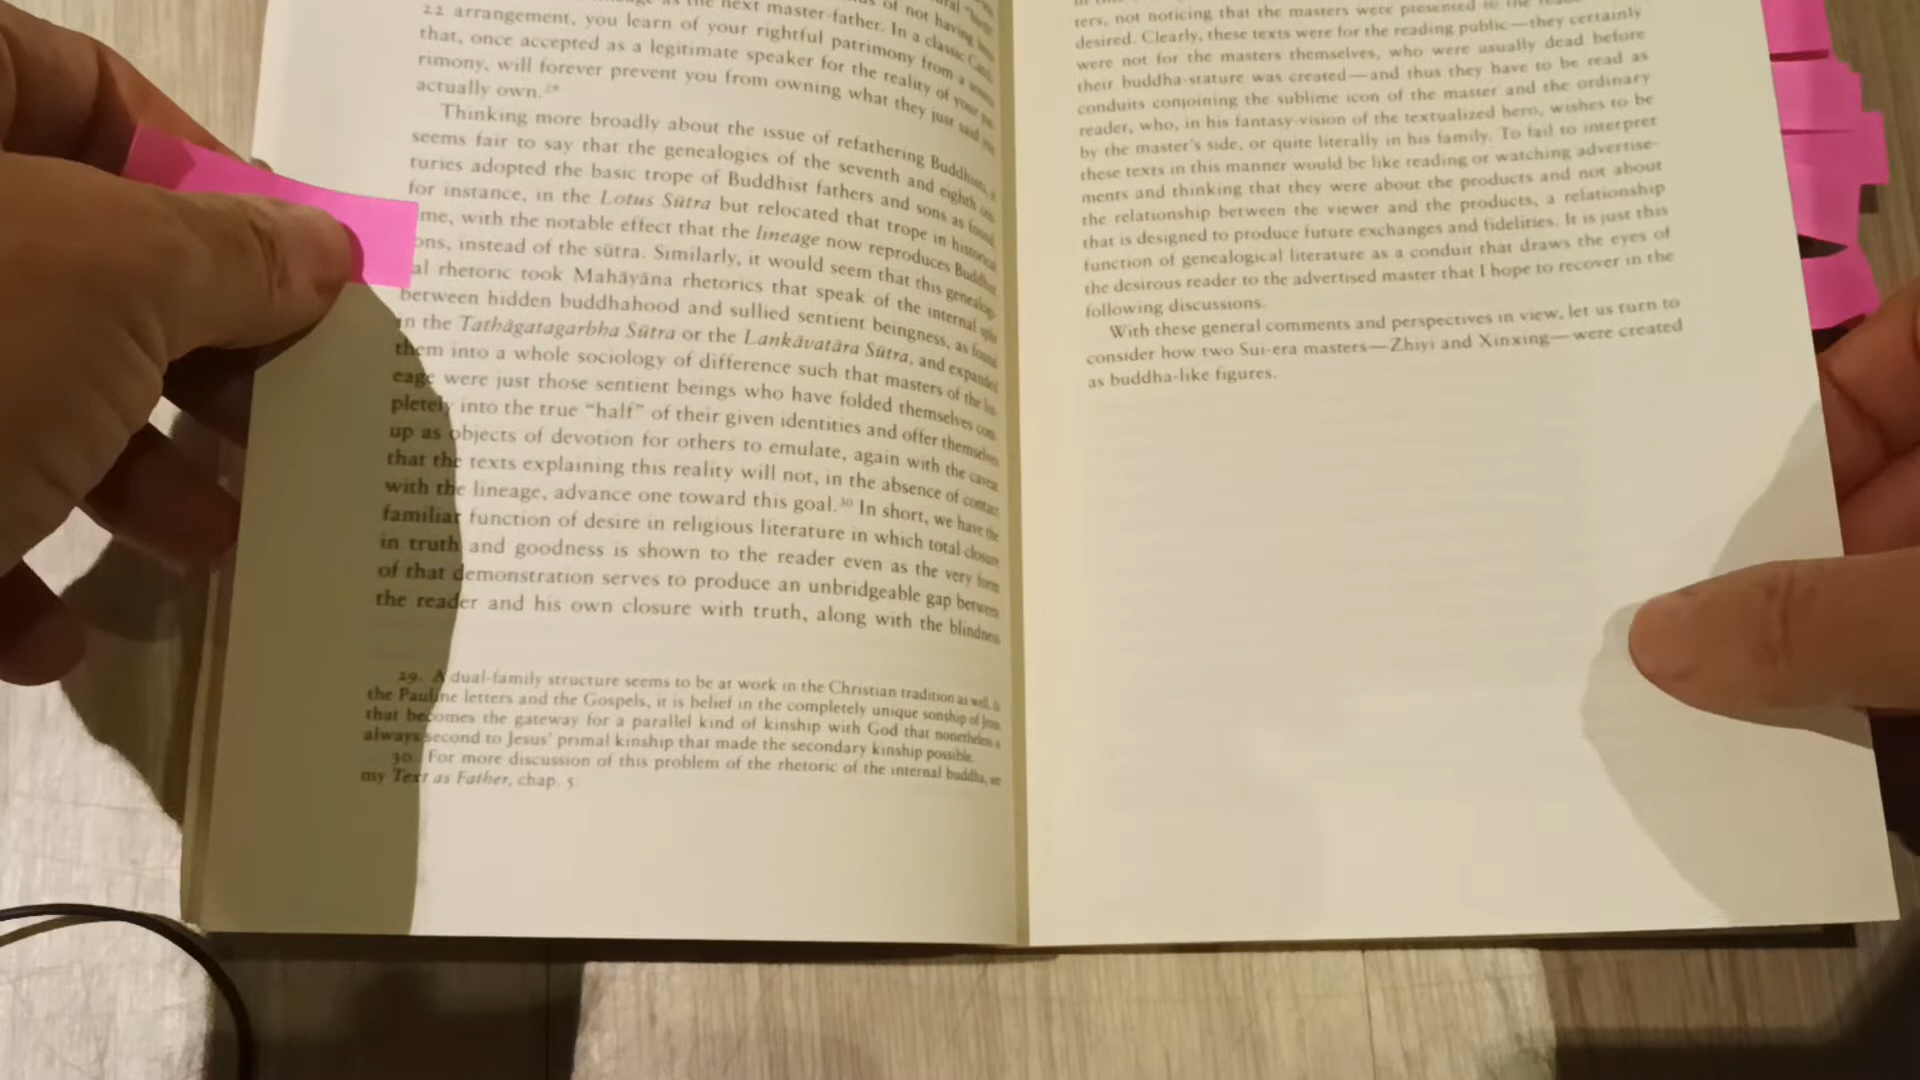 the next master-father. In a classic
22 arrangement, you learn of your rightful patrimony from a
that, once accepted as a legitimate speaker for the reality of your
rimony, will forever prevent you from owning what they just said you
actually own.²⁹
Thinking more broadly about the issue of refathering Buddhists, it
seems fair to say that the genealogies of the seventh and eighth cen-
turies adopted the basic trope of Buddhist fathers and sons as found,
for instance, in the Lotus Sūtra but relocated that trope in historical
me, with the notable effect that the lineage now reproduces Buddhist
ons, instead of the sūtra. Similarly, it would seem that this genealogi-
al rhetoric took Mahāyāna rhetorics that speak of the internal split
between hidden buddhahood and sullied sentient beingness, as found
in the Tathāgatagarbha Sūtra or the Lankāvatāra Sūtra, and expanded
them into a whole sociology of difference such that masters of the lin-
eage were just those sentient beings who have folded themselves com-
pletely into the true “half” of their given identities and offer themselves
up as objects of devotion for others to emulate, again with the caveat
that the texts explaining this reality will not, in the absence of contact
with the lineage, advance one toward this goal.³⁰ In short, we have the
familiar function of desire in religious literature in which total closure
in truth and goodness is shown to the reader even as the very form
of that demonstration serves to produce an unbridgeable gap between
the reader and his own closure with truth, along with the blindness
29. A dual-family structure seems to be at work in the Christian tradition as well. In
the Pauline letters and the Gospels, it is belief in the completely unique sonship of Jesus
that becomes the gateway for a parallel kind of kinship with God that nonetheless is
always second to Jesus’ primal kinship that made the secondary kinship possible.
30. For more discussion of this problem of the rhetoric of the internal buddha, see
my Text as Father, chap. 5
ters, not noticing that the masters were presented
desired. Clearly, these texts were for the reading public—they certainly
were not for the masters themselves, who were usually dead before
their buddha-stature was created—and thus they have to be read as
conduits conjoining the sublime icon of the master and the ordinary
reader, who, in his fantasy-vision of the textualized hero, wishes to be
by the master’s side, or quite literally in his family. To fail to interpret
these texts in this manner would be like reading or watching advertise-
ments and thinking that they were about the products and not about
the relationship between the viewer and the products, a relationship
that is designed to produce future exchanges and fidelities. It is just this
function of genealogical literature as a conduit that draws the eyes of
the desirous reader to the advertised master that I hope to recover in the
following discussions.
With these general comments and perspectives in view, let us turn to
consider how two Sui-era masters—Zhiyi and Xinxing—were created
as buddha-like figures.